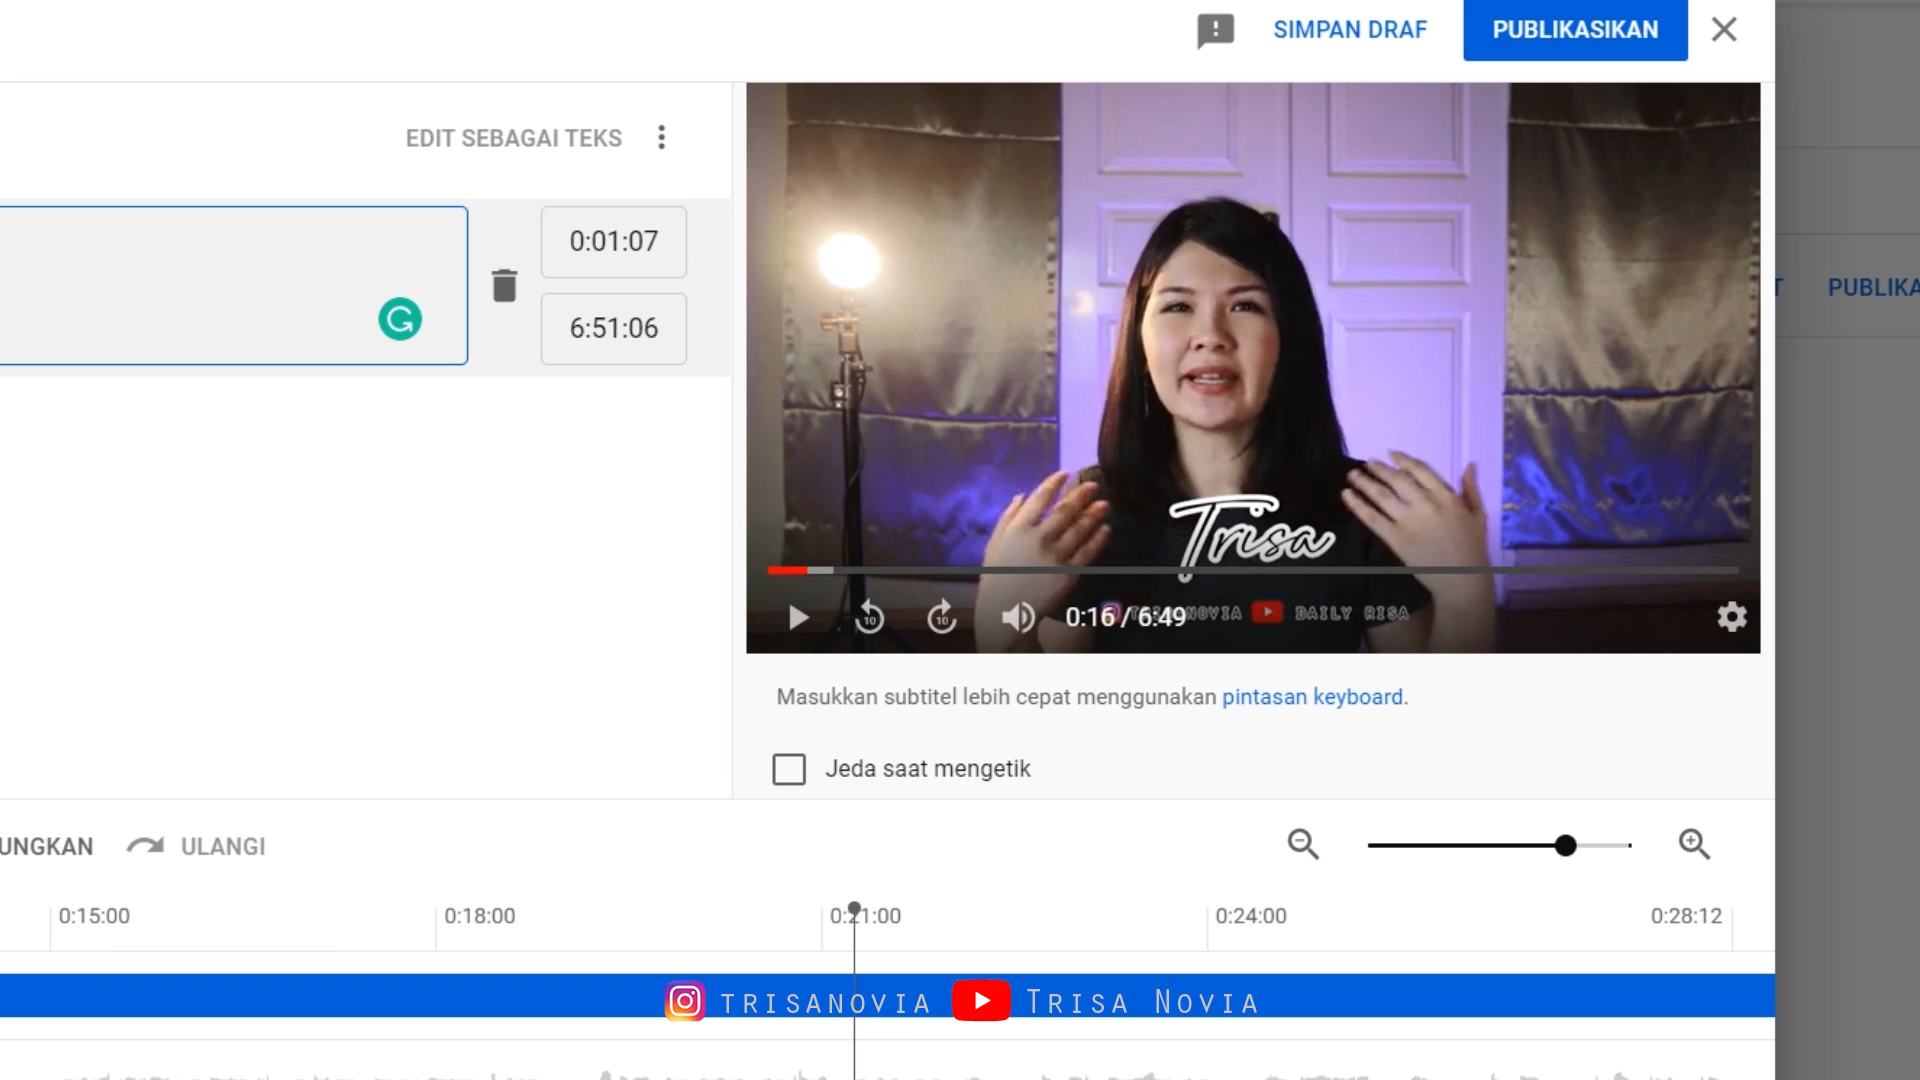 SIMPAN DRAF
PUBLIKASIKAN
EDIT SEBAGAI TEKS
0:01:07
6:51:06
PUBLIKA
Trisa
0:16 / 6:49
NOVIA
DAILY RISA
Masukkan subtitel lebih cepat menggunakan pintasan keyboard.
Jeda saat mengetik
UNGKAN
ULANGI
0:15:00
0:18:00
0:21:00
0:24:00
0:28:12
TRISANOVIA
TRISA NOVIA